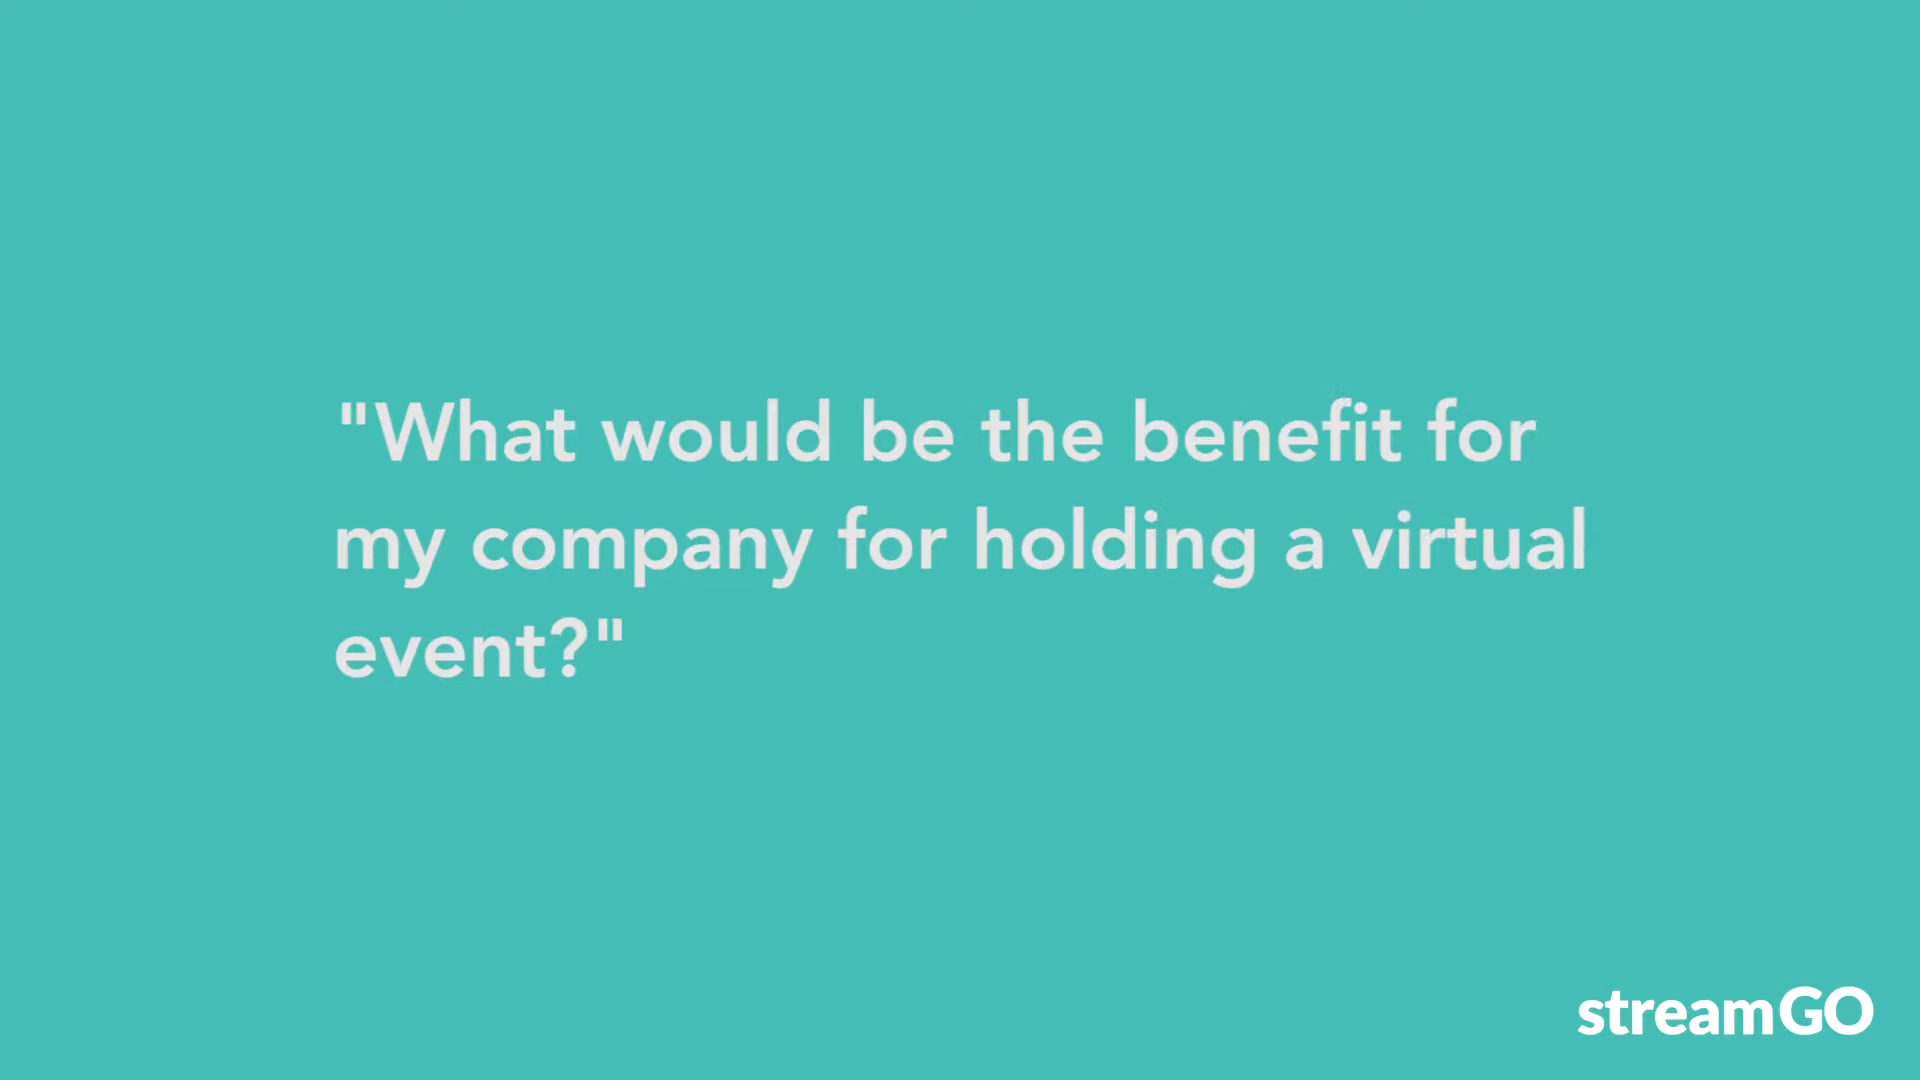 "What would be the benefit for
my company for holding a virtual
event?"
streamGO